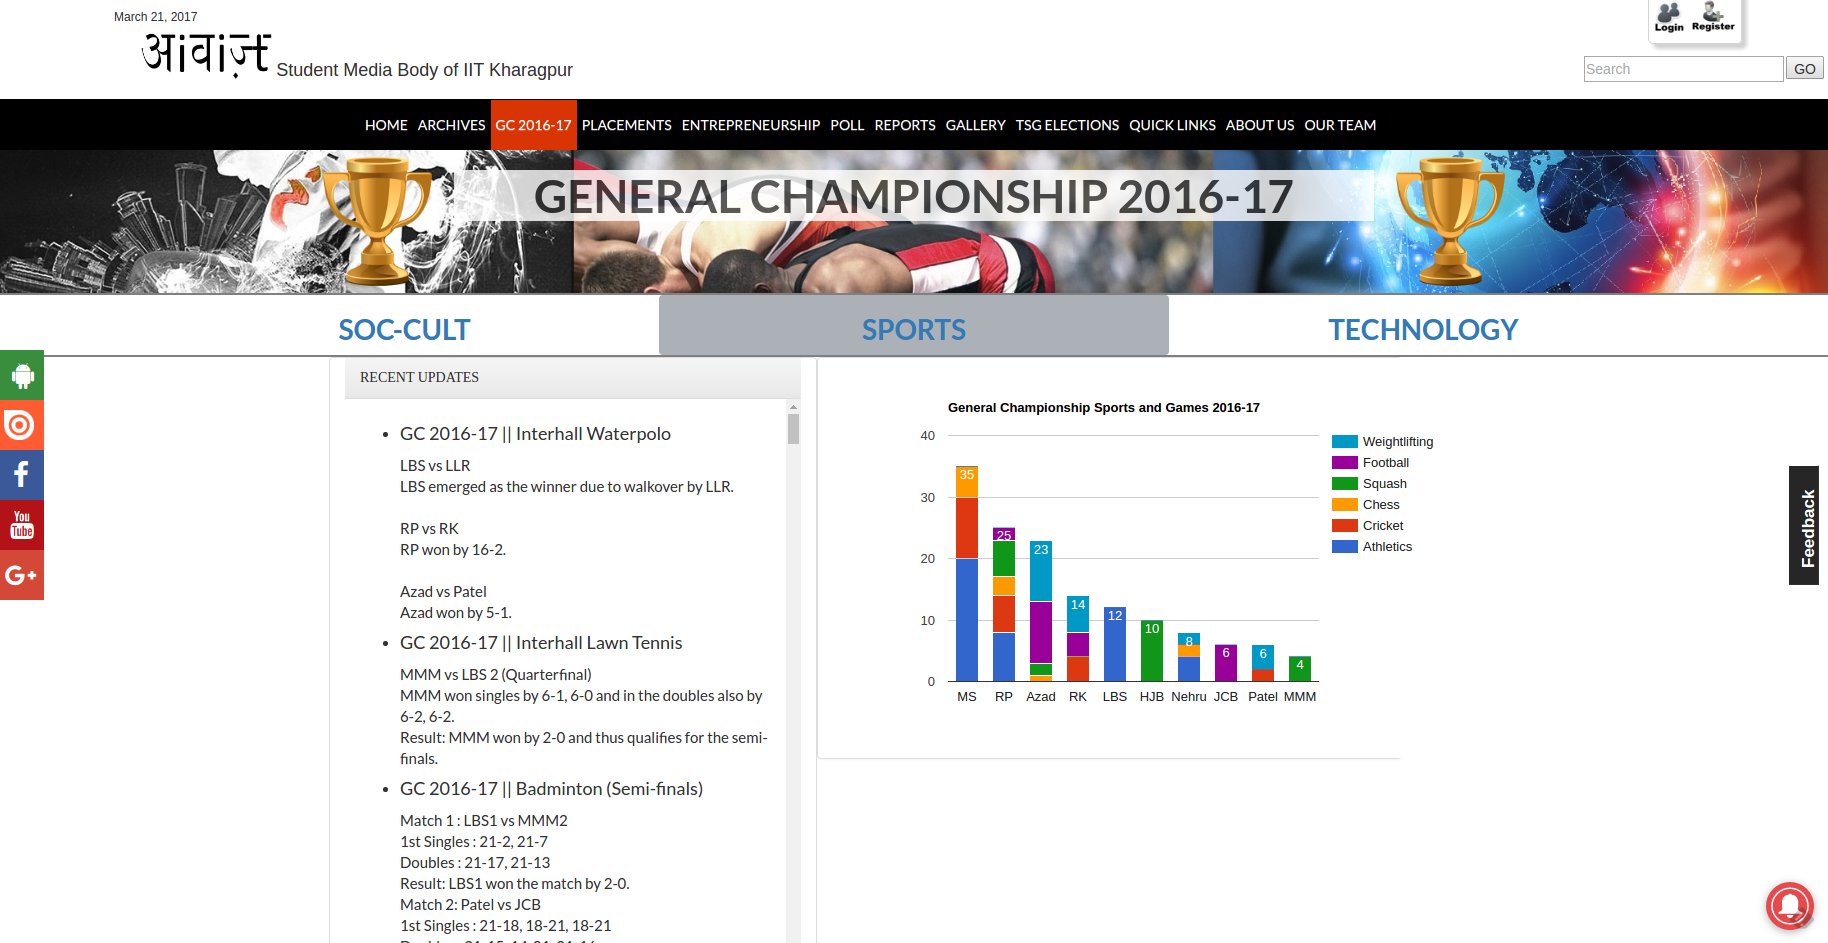 March 21, 2017
आवाज़ Student Media Body of IIT Kharagpur
Login Register
Search GO
HOME ARCHIVES GC 2016-17 PLACEMENTS ENTREPRENEURSHIP POLL REPORTS GALLERY TSG ELECTIONS QUICK LINKS ABOUT US OUR TEAM
GENERAL CHAMPIONSHIP 2016-17
SOC-CULT SPORTS TECHNOLOGY
You
Tube
G+
RECENT UPDATES
• GC 2016-17 || Interhall Waterpolo
LBS vs LLR
LBS emerged as the winner due to walkover by LLR.
RP vs RK
RP won by 16-2.
Azad vs Patel
Azad won by 5-1.
• GC 2016-17 || Interhall Lawn Tennis
MMM vs LBS 2 (Quarterfinal)
MMM won singles by 6-1, 6-0 and in the doubles also by
6-2, 6-2.
Result: MMM won by 2-0 and thus qualifies for the semi-
finals.
• GC 2016-17 || Badminton (Semi-finals)
Match 1 : LBS1 vs MMM2
1st Singles : 21-2, 21-7
Doubles : 21-17, 21-13
Result: LBS1 won the match by 2-0.
Match 2: Patel vs JCB
1st Singles : 21-18, 18-21, 18-21
General Championship Sports and Games 2016-17
40
30
20
10
0
35
25
23
14
12
10
8
6
6
4
MS RP Azad RK LBS HJB Nehru JCB Patel MMM
Weightlifting
Football
Squash
Chess
Cricket
Athletics
Feedback